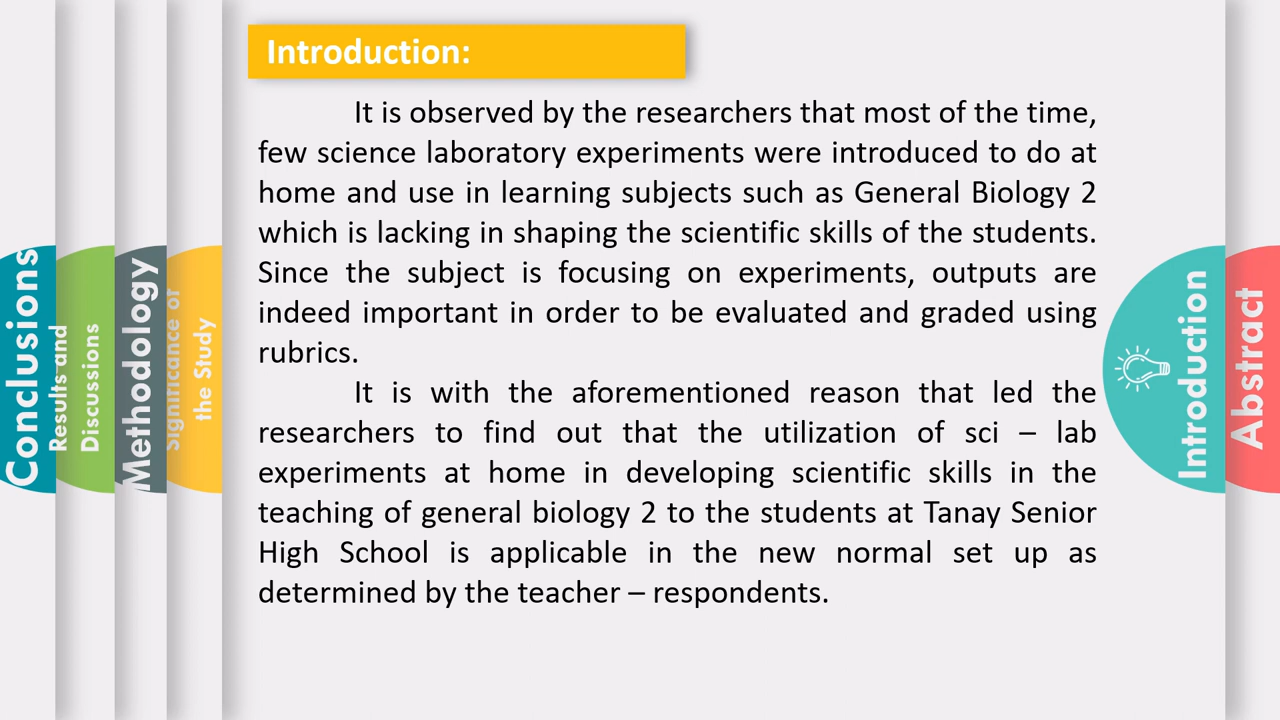 Introduction:
It is observed by the researchers that most of the time,
few science laboratory experiments were introduced to do at
home and use in learning subjects such as General Biology 2
which is lacking in shaping the scientific skills of the students.
Since the subject is focusing on experiments, outputs are
indeed important in order to be evaluated and graded using
rubrics.
It is with the aforementioned reason that led the
researchers to find out that the utilization of sci – lab
experiments at home in developing scientific skills in the
teaching of general biology 2 to the students at Tanay Senior
High School is applicable in the new normal set up as
determined by the teacher – respondents.
Conclusions
Results and
Discussions
Methodology
Significance of
the Study
Introduction
Abstract